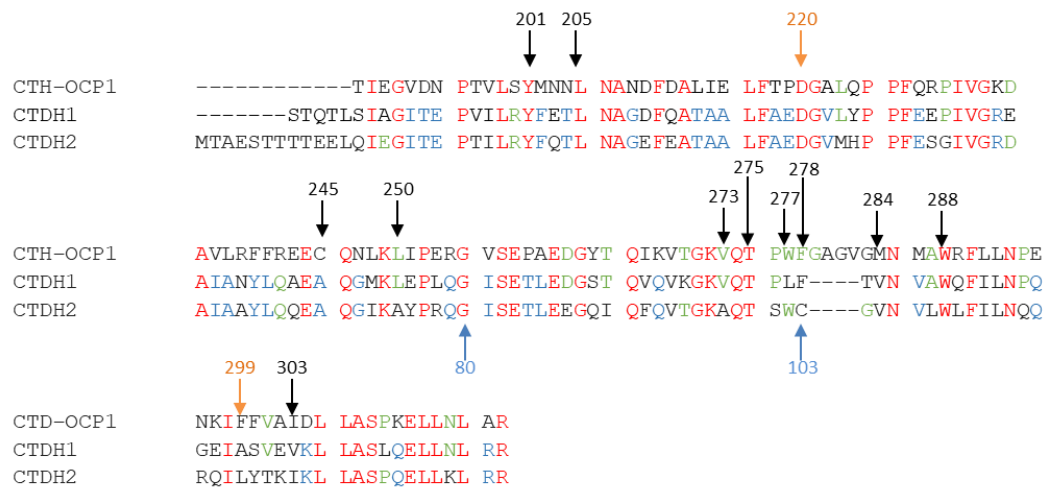 201 205 220
CTH-OCP1 ------------TIEGVDN PTVLSYMNNL NANDFDALIE LFTPDGALQP PFQRPIVGKD
CTDH1 -------STQTLSIAGITE PVILRYFETL NAGDFQATAA LFAEDGVLYP PFEEPIVGRE
CTDH2 MTAESTTTTEELQIEGITE PTILRYFQTL NAGEFEATAA LFAEDGVMHP PFESGIVGRD
275 278
245 250 273 277 284 288
CTH-OCP1 AVLRFFREEC QNLKLIPERG VSEPAEDGYT QIKVTGKVQT PWFGAGVGMN MAWRFLLNPE
CTDH1 AIANYLQAEA QGMKLEPLQG ISETLEDGST QVQVKGKVQT PLF----TVN VAWQFILNPQ
CTDH2 AIAAYLQQEA QGIKAYPRQG ISETLEEGQI QFQVTGKAQT SWC----GVN VLWLFILNQQ
299 303 80 103
CTD-OCP1 NKIFFVAIDL LASPKELLNL AR
CTDH1 GEIASVEVKL LASLQELLNL RR
CTDH2 RQILYTKIKL LASPQELLKL RR